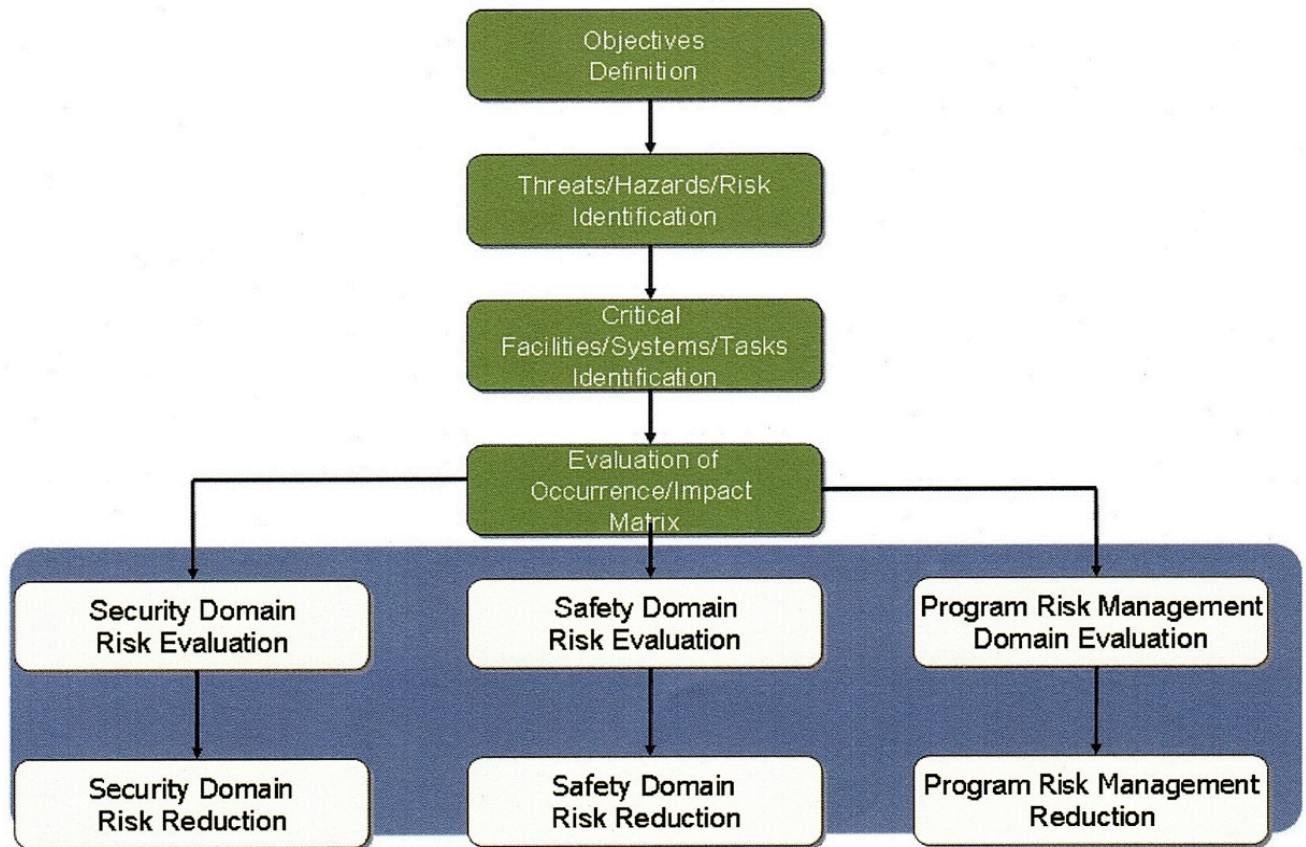 Objectives
Definition
Threats/Hazards/Risk
Identification
Critical
Facilities/Systems/Tasks
Identification
Evaluation of
Occurrence/Impact
Matrix
Security Domain
Risk Evaluation
Safety Domain
Risk Evaluation
Program Risk Management
Domain Evaluation
Security Domain
Risk Reduction
Safety Domain
Risk Reduction
Program Risk Management
Reduction